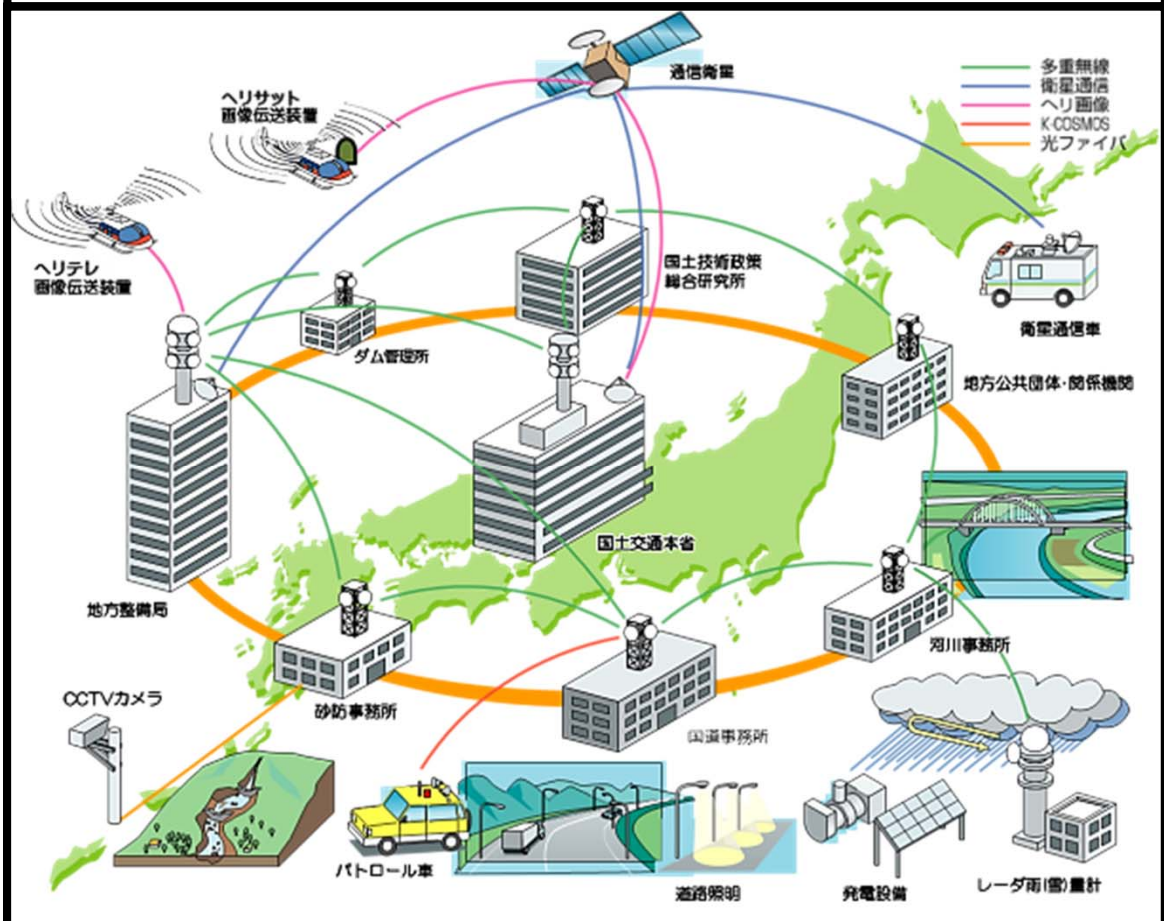 通信衛星
多重無線
衛星通信
ヘリ画像
K-COSMOS
光ファイバ
ヘリサット
画像伝送装置
ヘリテレ
画像伝送装置
国土技術政策
総合研究所
衛星通信車
ダム管理所
地方公共団体・関係機関
国土交通本省
地方整備局
河川事務所
CCTVカメラ
砂防事務所
国道事務所
パトロール車
道路照明
発電設備
レーダ雨(雪)量計